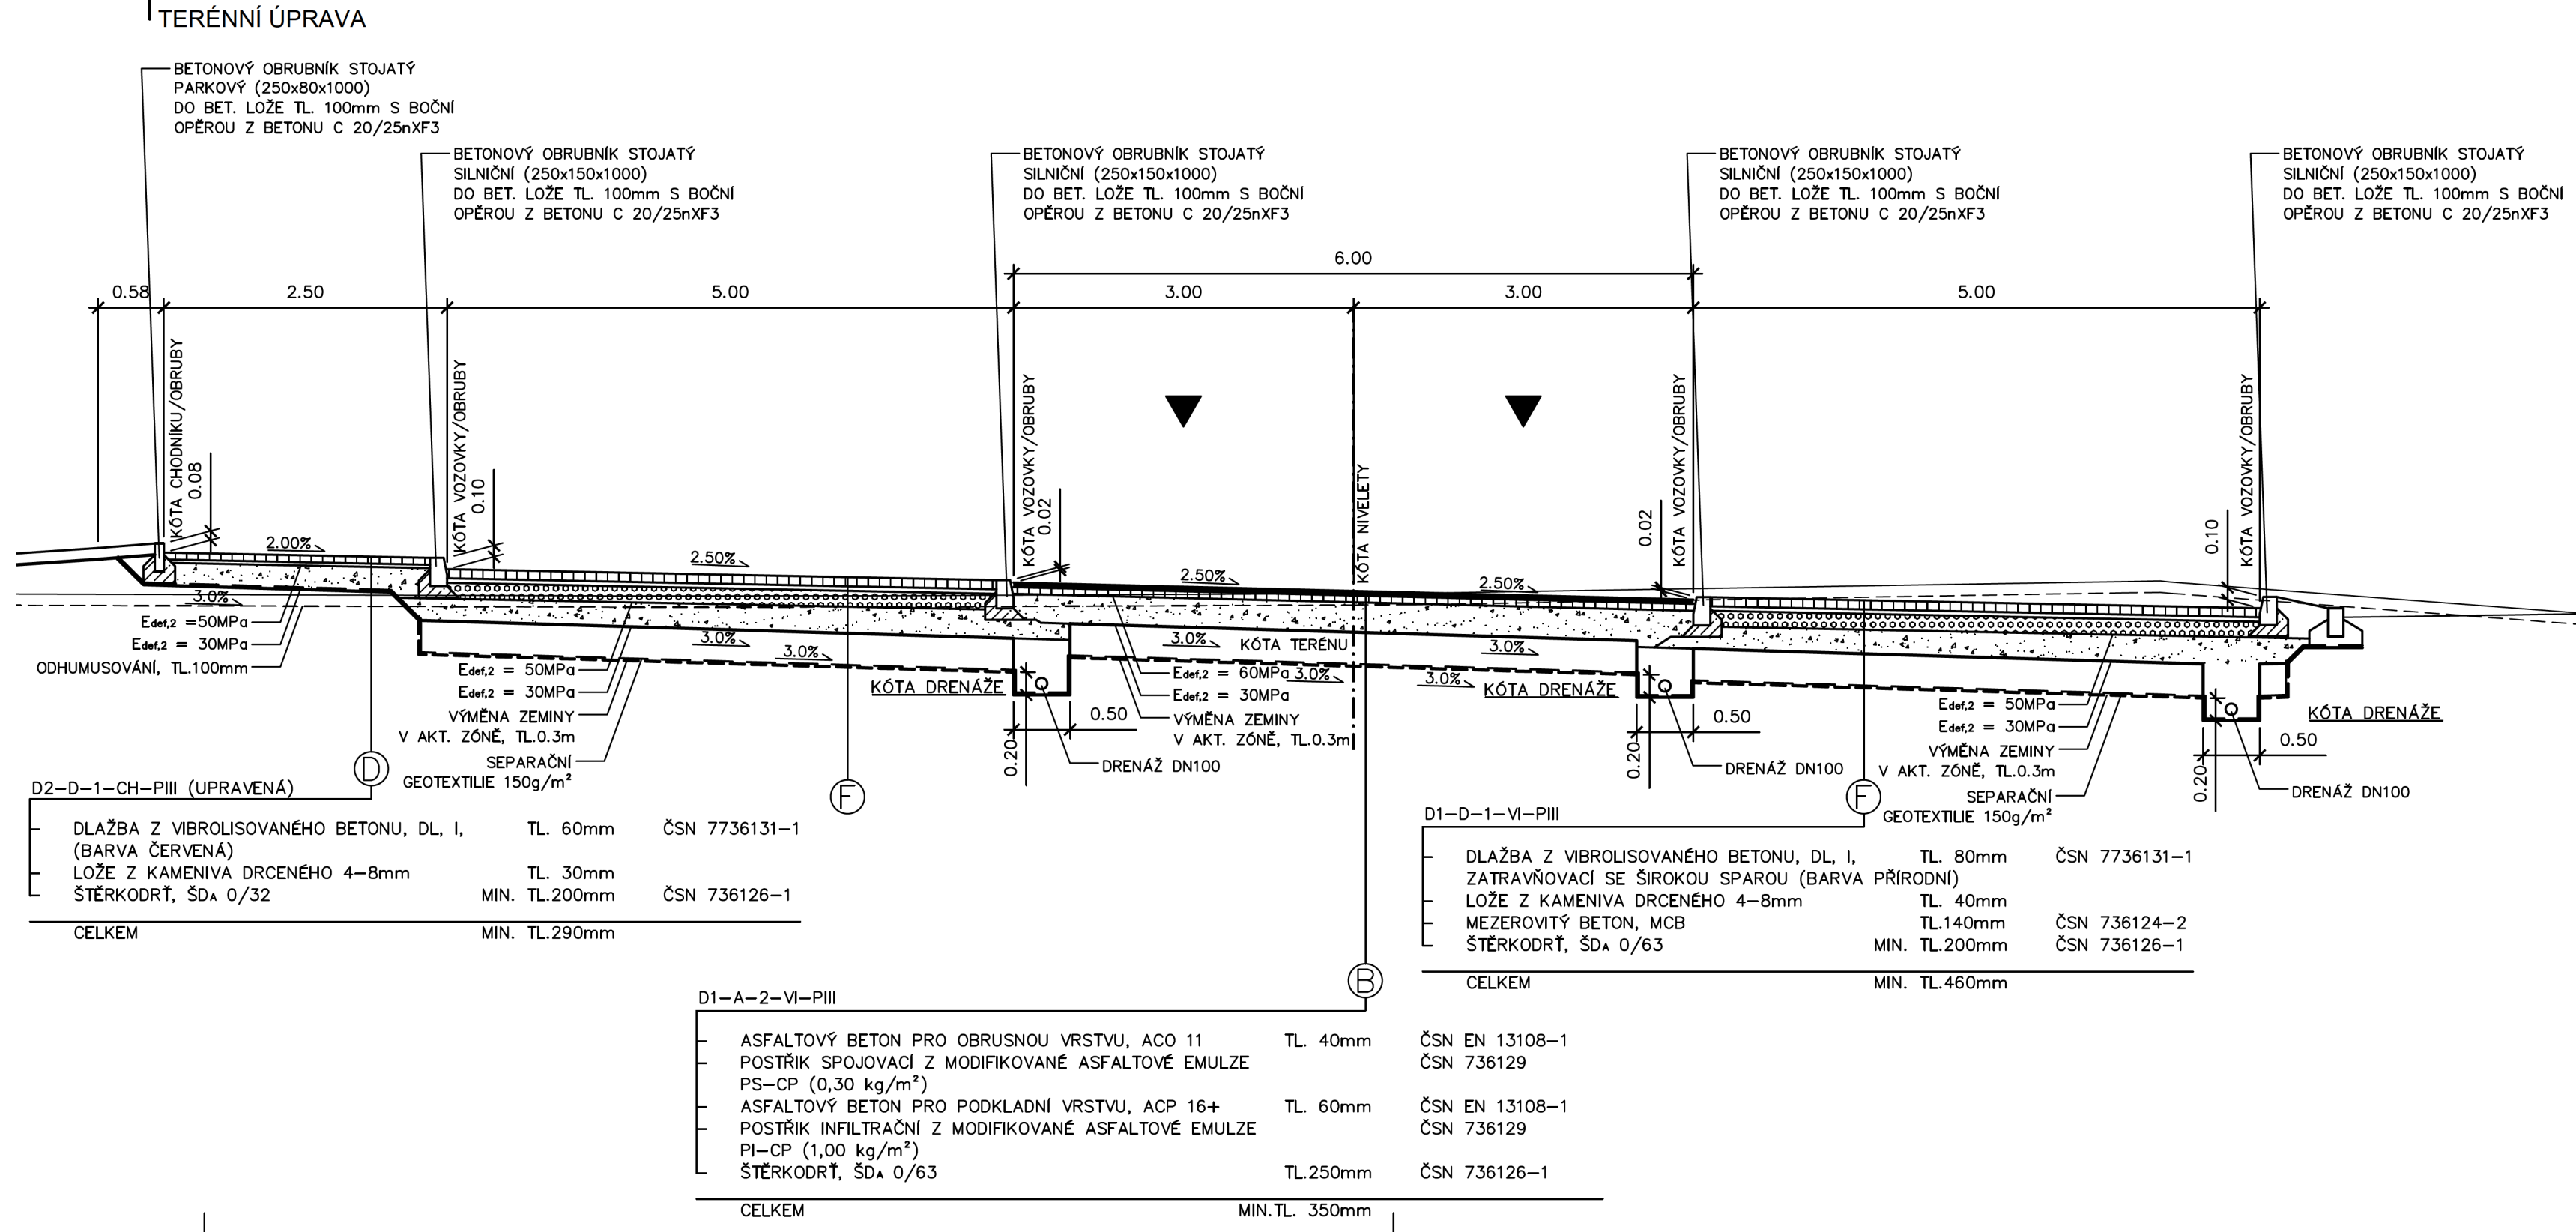 TERÉNNÍ ÚPRAVA
BETONOVÝ OBRUBNÍK STOJATÝ
PARKOVÝ (250x80x1000)
DO BET. LOŽE TL. 100mm S BOČNÍ
OPĚROU Z BETONU C 20/25nXF3
BETONOVÝ OBRUBNÍK STOJATÝ
SILNIČNÍ (250x150x1000)
DO BET. LOŽE TL. 100mm S BOČNÍ
OPĚROU Z BETONU C 20/25nXF3
BETONOVÝ OBRUBNÍK STOJATÝ
SILNIČNÍ (250x150x1000)
DO BET. LOŽE TL. 100mm S BOČNÍ
OPĚROU Z BETONU C 20/25nXF3
BETONOVÝ OBRUBNÍK STOJATÝ
SILNIČNÍ (250x150x1000)
DO BET. LOŽE TL. 100mm S BOČNÍ
OPĚROU Z BETONU C 20/25nXF3
BETONOVÝ OBRUBNÍK STOJATÝ
SILNIČNÍ (250x150x1000)
DO BET. LOŽE TL. 100mm S BOČNÍ
OPĚROU Z BETONU C 20/25nXF3
6.00
0.58
2.50
5.00
3.00
3.00
5.00
KÓTA CHODNÍKU/OBRUBY
0.08
KÓTA VOZOVKY/OBRUBY
0.10
KÓTA VOZOVKY/OBRUBY
0.02
KÓTA NIVELETY
0.02
KÓTA VOZOVKY/OBRUBY
0.10
KÓTA VOZOVKY/OBRUBY
2.00%
2.50%
2.50%
2.50%
3.0%
3.0%
3.0%
3.0%
3.0%
3.0%
3.0%
KÓTA TERÉNU
Edef,2 =50MPa
Edef,2 = 30MPa
ODHUMUSOVÁNÍ, TL.100mm
Edef,2 = 50MPa
Edef,2 = 30MPa
VÝMĚNA ZEMINY
V AKT. ZÓNĚ, TL.0.3m
SEPARAČNÍ
GEOTEXTILIE 150g/m²
KÓTA DRENÁŽE
0.50
0.20
DRENÁŽ DN100
Edef,2 = 60MPa
Edef,2 = 30MPa
VÝMĚNA ZEMINY
V AKT. ZÓNĚ, TL.0.3m
KÓTA DRENÁŽE
0.50
0.20
DRENÁŽ DN100
Edef,2 = 50MPa
Edef,2 = 30MPa
VÝMĚNA ZEMINY
V AKT. ZÓNĚ, TL.0.3m
SEPARAČNÍ
GEOTEXTILIE 150g/m²
KÓTA DRENÁŽE
0.50
0.20
DRENÁŽ DN100
D
F
F
B
D2-D-1-CH-PIII (UPRAVENÁ)
DLAŽBA Z VIBROLISOVANÉHO BETONU, DL, I, TL. 60mm ČSN 7736131-1
(BARVA ČERVENÁ)
LOŽE Z KAMENIVA DRCENÉHO 4-8mm TL. 30mm
ŠTĚRKODRŤ, ŠDA 0/32 MIN. TL.200mm ČSN 736126-1
CELKEM MIN. TL.290mm
D1-D-1-VI-PIII
DLAŽBA Z VIBROLISOVANÉHO BETONU, DL, I, TL. 80mm ČSN 7736131-1
ZATRAVŇOVACÍ SE ŠIROKOU SPAROU (BARVA PŘÍRODNÍ)
LOŽE Z KAMENIVA DRCENÉHO 4-8mm TL. 40mm
MEZEROVITÝ BETON, MCB TL.140mm ČSN 736124-2
ŠTĚRKODRŤ, ŠDA 0/63 MIN. TL.200mm ČSN 736126-1
CELKEM MIN. TL.460mm
D1-A-2-VI-PIII
ASFALTOVÝ BETON PRO OBRUSNOU VRSTVU, ACO 11 TL. 40mm ČSN EN 13108-1
POSTŘIK SPOJOVACÍ Z MODIFIKOVANÉ ASFALTOVÉ EMULZE ČSN 736129
PS-CP (0,30 kg/m²)
ASFALTOVÝ BETON PRO PODKLADNÍ VRSTVU, ACP 16+ TL. 60mm ČSN EN 13108-1
POSTŘIK INFILTRAČNÍ Z MODIFIKOVANÉ ASFALTOVÉ EMULZE ČSN 736129
PI-CP (1,00 kg/m²)
ŠTĚRKODRŤ, ŠDA 0/63 TL.250mm ČSN 736126-1
CELKEM MIN.TL. 350mm